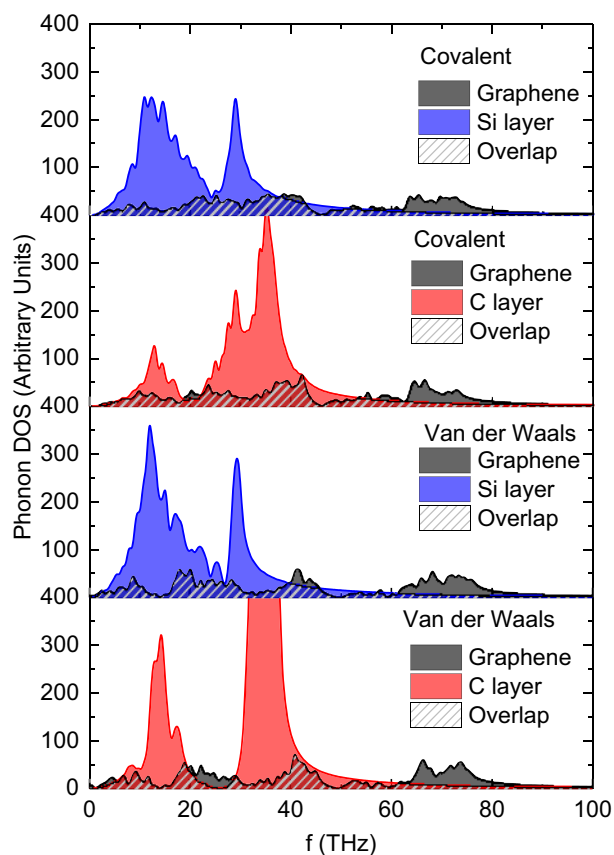 400
Covalent
300
Graphene
200
Si layer
100
Overlap
400
Covalent
300
Graphene
200
C layer
100
Overlap
400
Van der Waals
300
Graphene
200
Si layer
100
Overlap
400
Van der Waals
300
Graphene
200
C layer
100
Overlap
0
0 20 40 60 80 100
f (THz)
Phonon DOS (Arbitrary Units)